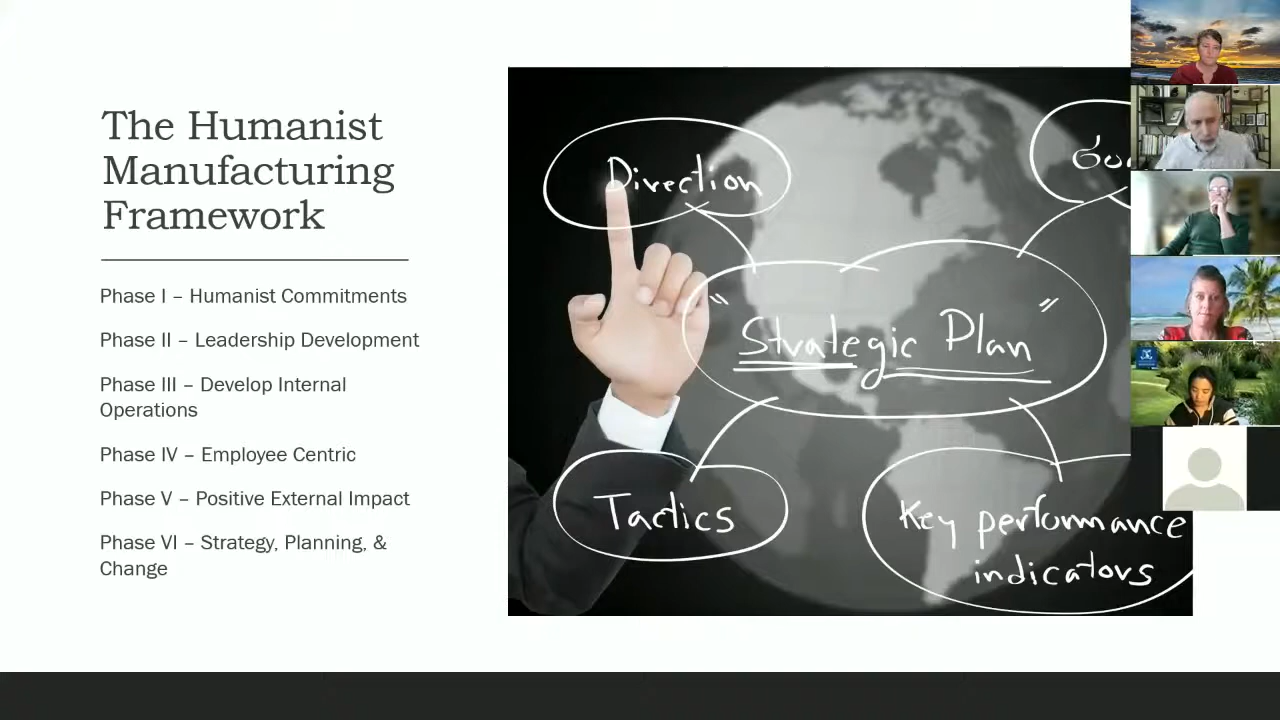 The Humanist
Manufacturing
Framework
Phase I – Humanist Commitments
Phase II – Leadership Development
Phase III – Develop Internal
Operations
Phase IV – Employee Centric
Phase V – Positive External Impact
Phase VI – Strategy, Planning, &
Change
Direction
"Strategic Plan"
Tactics
Key performance
indicators